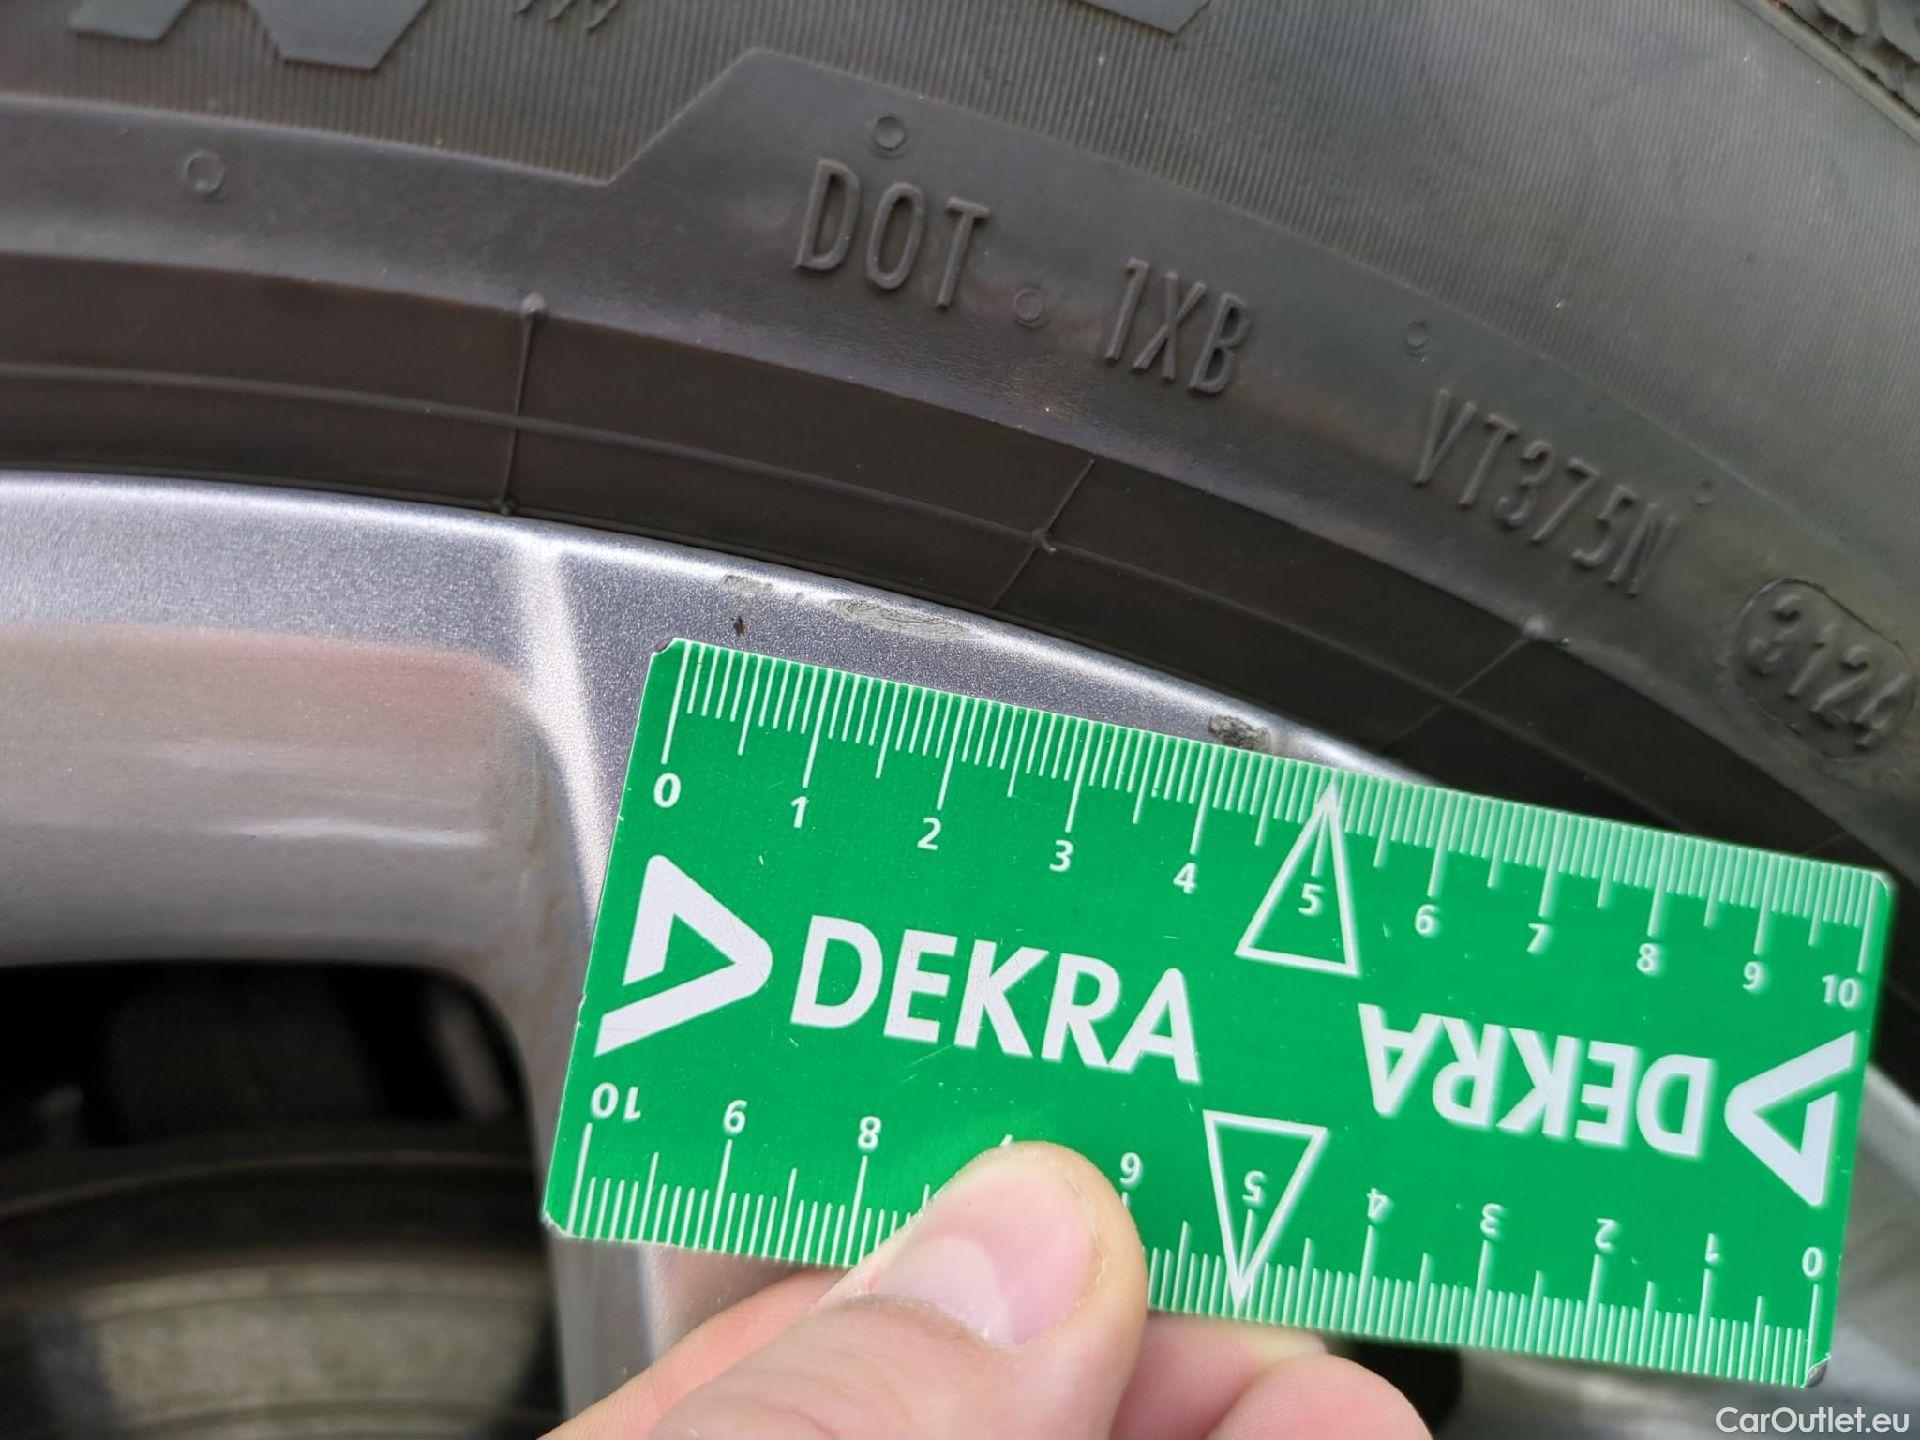 DOT 1XB VT375N 3124
0 1 2 3 4 5 6 7 8 9 10
DEKRA
DEKRA
10 9 8 7 6 5 4 3 2 1 0
CarOutlet.eu